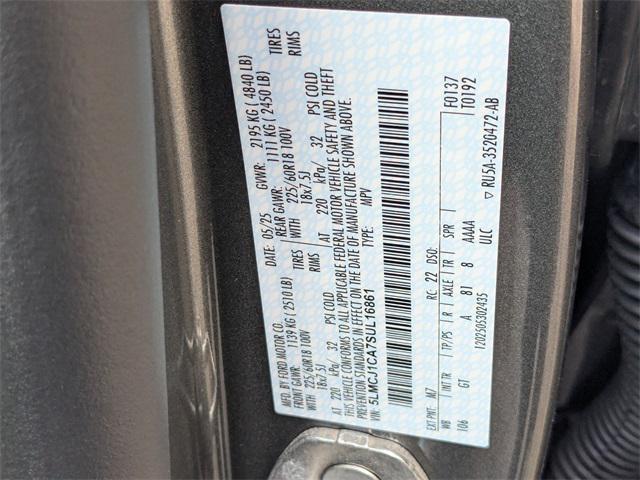 MFD. BY FORD MOTOR CO.
DATE: 05/25 GVWR: 2195 KG ( 4840 LB)
FRONT GAWR: 1139 KG ( 2510 LB) REAR GAWR: 1111 KG ( 2450 LB)
WITH 225/60R18 100V TIRES WITH 225/60R18 100V TIRES
18x7.5J RIMS 18x7.5J RIMS
AT 220 kPa/ 32 PSI COLD AT 220 kPa/ 32 PSI COLD
THIS VEHICLE CONFORMS TO ALL APPLICABLE FEDERAL MOTOR VEHICLE SAFETY AND THEFT
PREVENTION STANDARDS IN EFFECT ON THE DATE OF MANUFACTURE SHOWN ABOVE.
VIN: 5LMCJ1CA7SUL16861 TYPE: MPV
F0137
T0192
EXT PNT: M7 RC: 22 DSO:
WB INT TR TP/PS R AXLE TR SPR
106 GT A 81 8 AAAA
ULC
1202505302435
▽ RU5A-3520472-AB